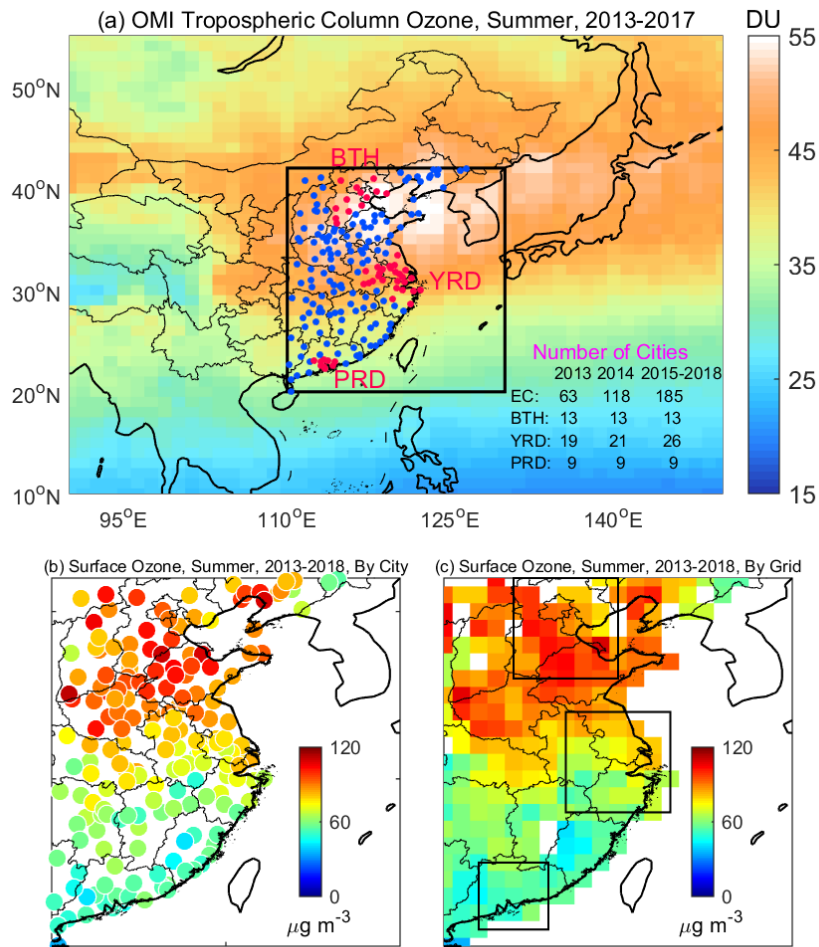 (a) OMI Tropospheric Column Ozone, Summer, 2013-2017
DU
55
45
35
25
15
50°N
40°N
30°N
20°N
10°N
95°E
110°E
125°E
140°E
BTH
YRD
PRD
Number of Cities
2013 2014 2015-2018
EC: 63 118 185
BTH: 13 13 13
YRD: 19 21 26
PRD: 9 9 9
(b) Surface Ozone, Summer, 2013-2018, By City
120
60
0
μg m⁻³
(c) Surface Ozone, Summer, 2013-2018, By Grid
120
60
0
μg m⁻³